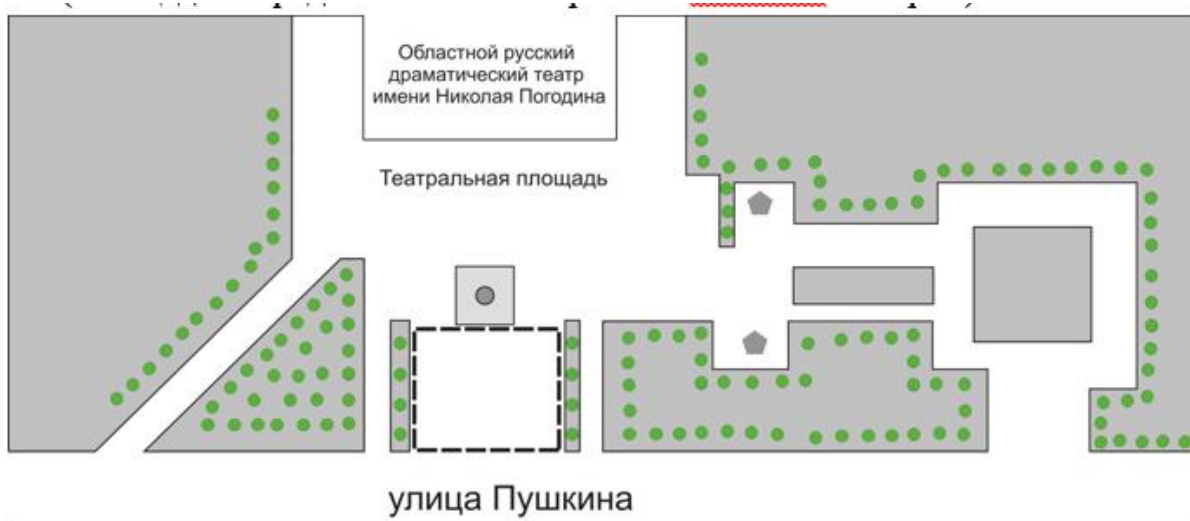 Областной русский
драматический театр
имени Николая Погодина
Театральная площадь
улица Пушкина